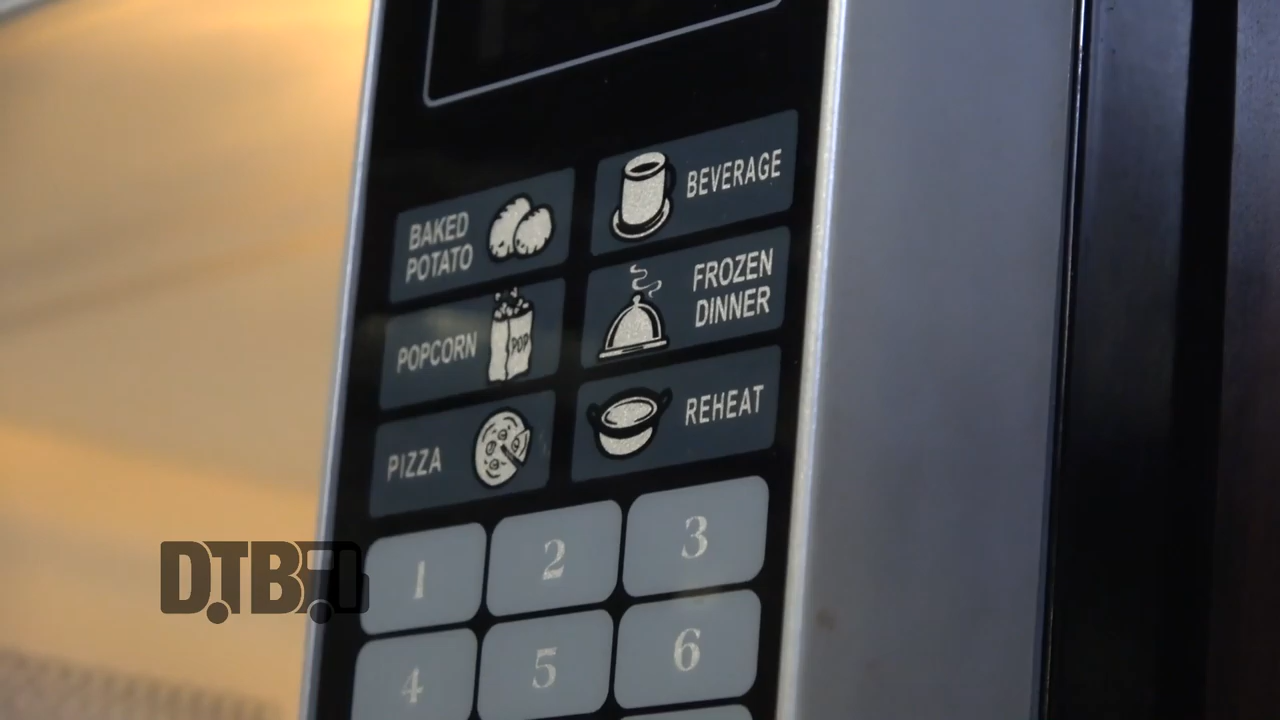 BAKED
POTATO
BEVERAGE
POPCORN
POP
FROZEN
DINNER
PIZZA
REHEAT
1 2 3
4 5 6
DTB